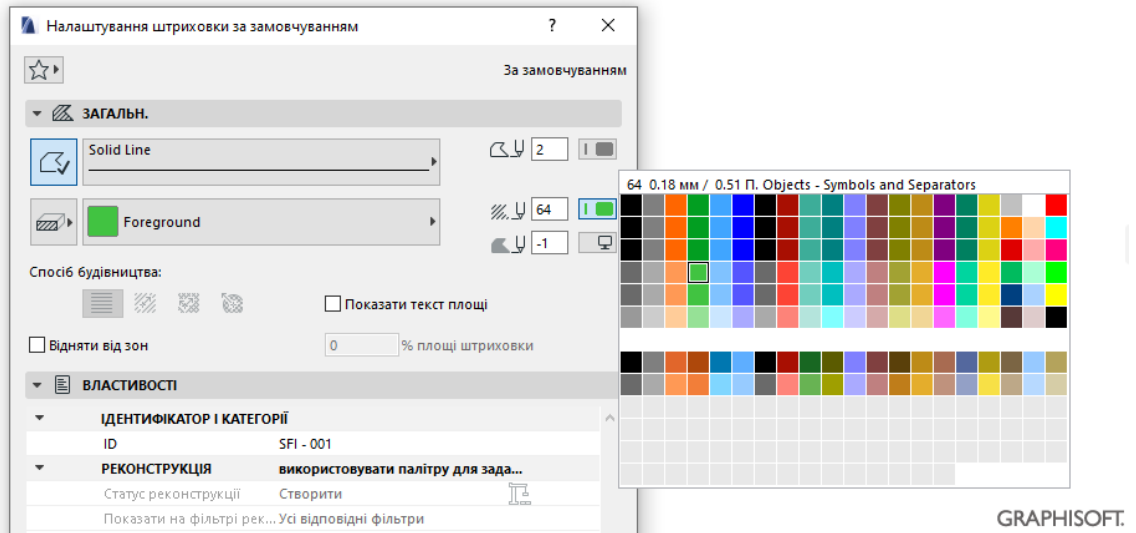 Налаштування штриховки за замовчуванням
?
За замовчуванням
ЗАГАЛЬН.
Solid Line
2
Foreground
64
-1
64 0.18 мм / 0.51 П. Objects - Symbols and Separators
Спосіб будівництва:
Показати текст площі
Відняти від зон
0
% площі штриховки
ВЛАСТИВОСТІ
ІДЕНТИФІКАТОР І КАТЕГОРІЇ
ID SFI - 001
РЕКОНСТРУКЦІЯ використовувати палітру для зада...
Статус реконструкції Створити
Показати на фільтрі рек... Усі відповідні фільтри
GRAPHISOFT.